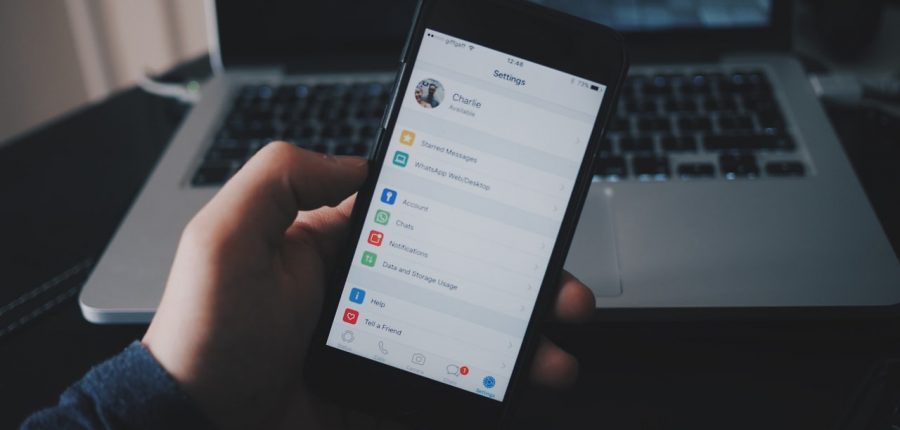 giffgaff
12:46
77%
Settings
Charlie
Available
Starred Messages
WhatsApp Web/Desktop
Account
Chats
Notifications
Data and Storage Usage
Help
Tell a Friend
Settings